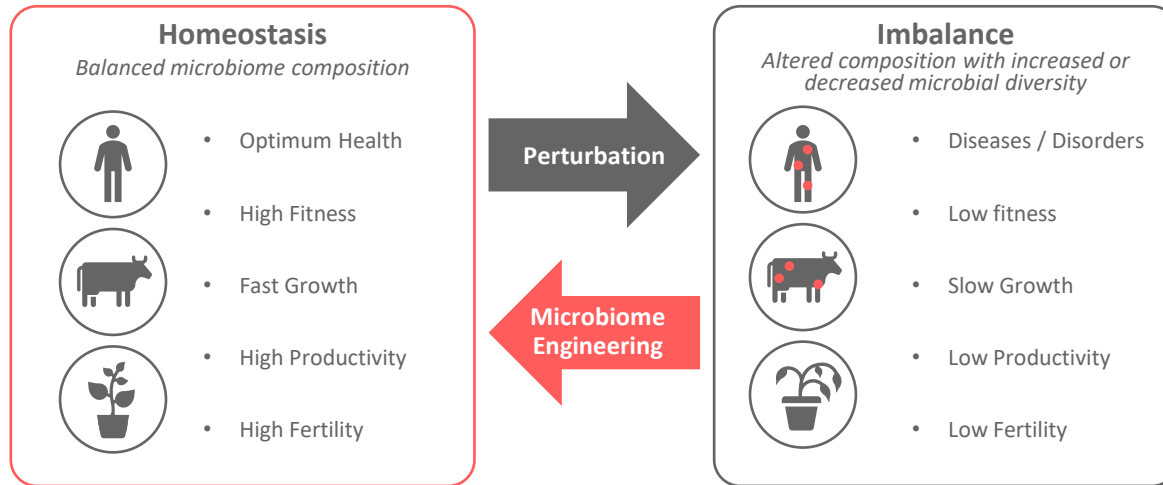 Homeostasis
Balanced microbiome composition
• Optimum Health
• High Fitness
• Fast Growth
• High Productivity
• High Fertility
Perturbation
Microbiome
Engineering
Imbalance
Altered composition with increased or
decreased microbial diversity
• Diseases / Disorders
• Low fitness
• Slow Growth
• Low Productivity
• Low Fertility